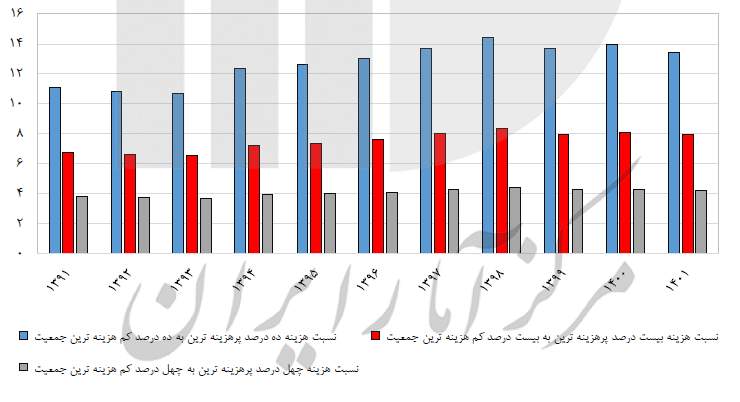 ۱۶
۱۴
۱۲
۱۰
۸
۶
۴
۲
۰
۱۳۹۱ ۱۳۹۲ ۱۳۹۳ ۱۳۹۴ ۱۳۹۵ ۱۳۹۶ ۱۳۹۷ ۱۳۹۸ ۱۳۹۹ ۱۴۰۰ ۱۴۰۱
مرکز آمار ایران
نسبت هزینه بیست درصد پرهزینه ترین به بیست درصد کم هزینه ترین جمعیت نسبت هزینه ده درصد پرهزینه ترین به ده درصد کم هزینه ترین جمعیت
نسبت هزینه چهل درصد پرهزینه ترین به چهل درصد کم هزینه ترین جمعیت